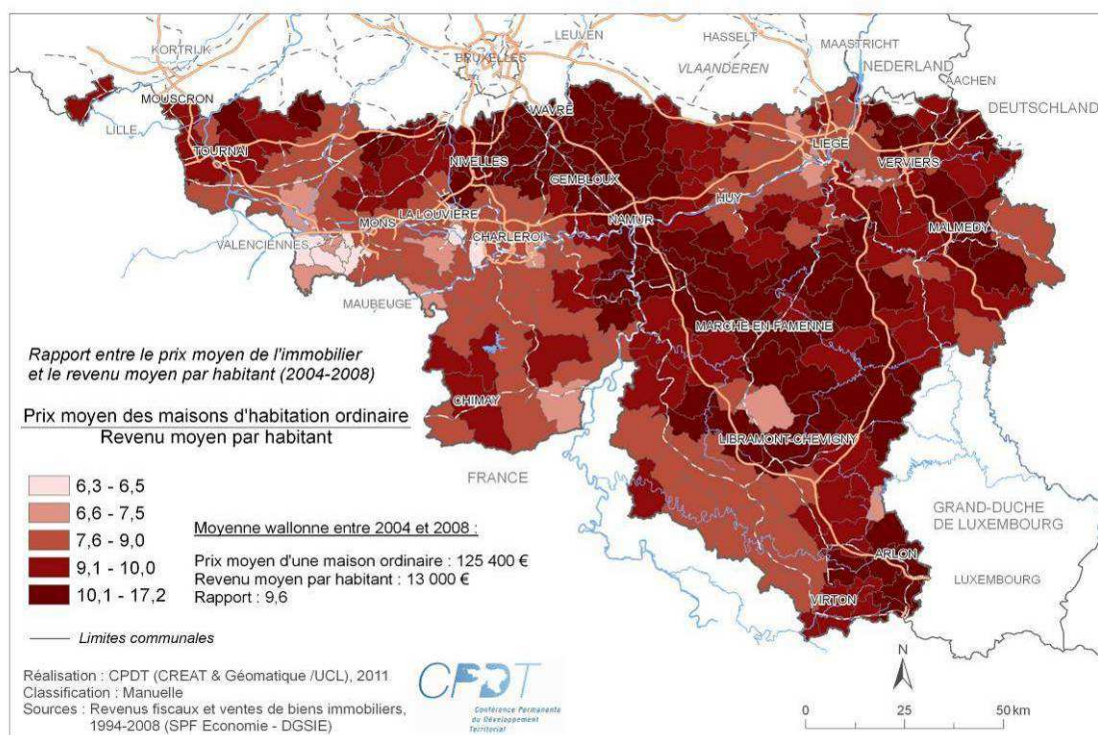 KORTRIJK
LEUVEN
HASSELT
MAASTRICHT
BRUXELLES
VLAANDEREN
NEDERLAND
AACHEN
MOUSCRON
WAVRE
DEUTSCHLAND
LILLE
TOURNAI
NIVELLES
LIEGE
VERVIERS
GEMBLOUX
LA LOUVIÈRE
HUY
NAMUR
MONS
CHARLEROI
MALMEDY
VALENCIENNES
MAUBEUGE
MARCHE-EN-FAMENNE
Rapport entre le prix moyen de l'immobilier
et le revenu moyen par habitant (2004-2008)
CHIMAY
Prix moyen des maisons d'habitation ordinaire
Revenu moyen par habitant
LIBRAMONT-CHEVIGNY
FRANCE
6,3 - 6,5
6,6 - 7,5
7,6 - 9,0
9,1 - 10,0
10,1 - 17,2
Moyenne wallonne entre 2004 et 2008 :
Prix moyen d'une maison ordinaire : 125 400 €
Revenu moyen par habitant : 13 000 €
Rapport : 9,6
GRAND-DUCHE
DE LUXEMBOURG
ARLON
LUXEMBOURG
VIRTON
Limites communales
Réalisation : CPDT (CREAT & Géomatique /UCL), 2011
Classification : Manuelle
Sources : Revenus fiscaux et ventes de biens immobiliers,
1994-2008 (SPF Economie - DGSIE)
CPDT
Conférence Permanente
du Développement
Territorial
N
0 25 50 km